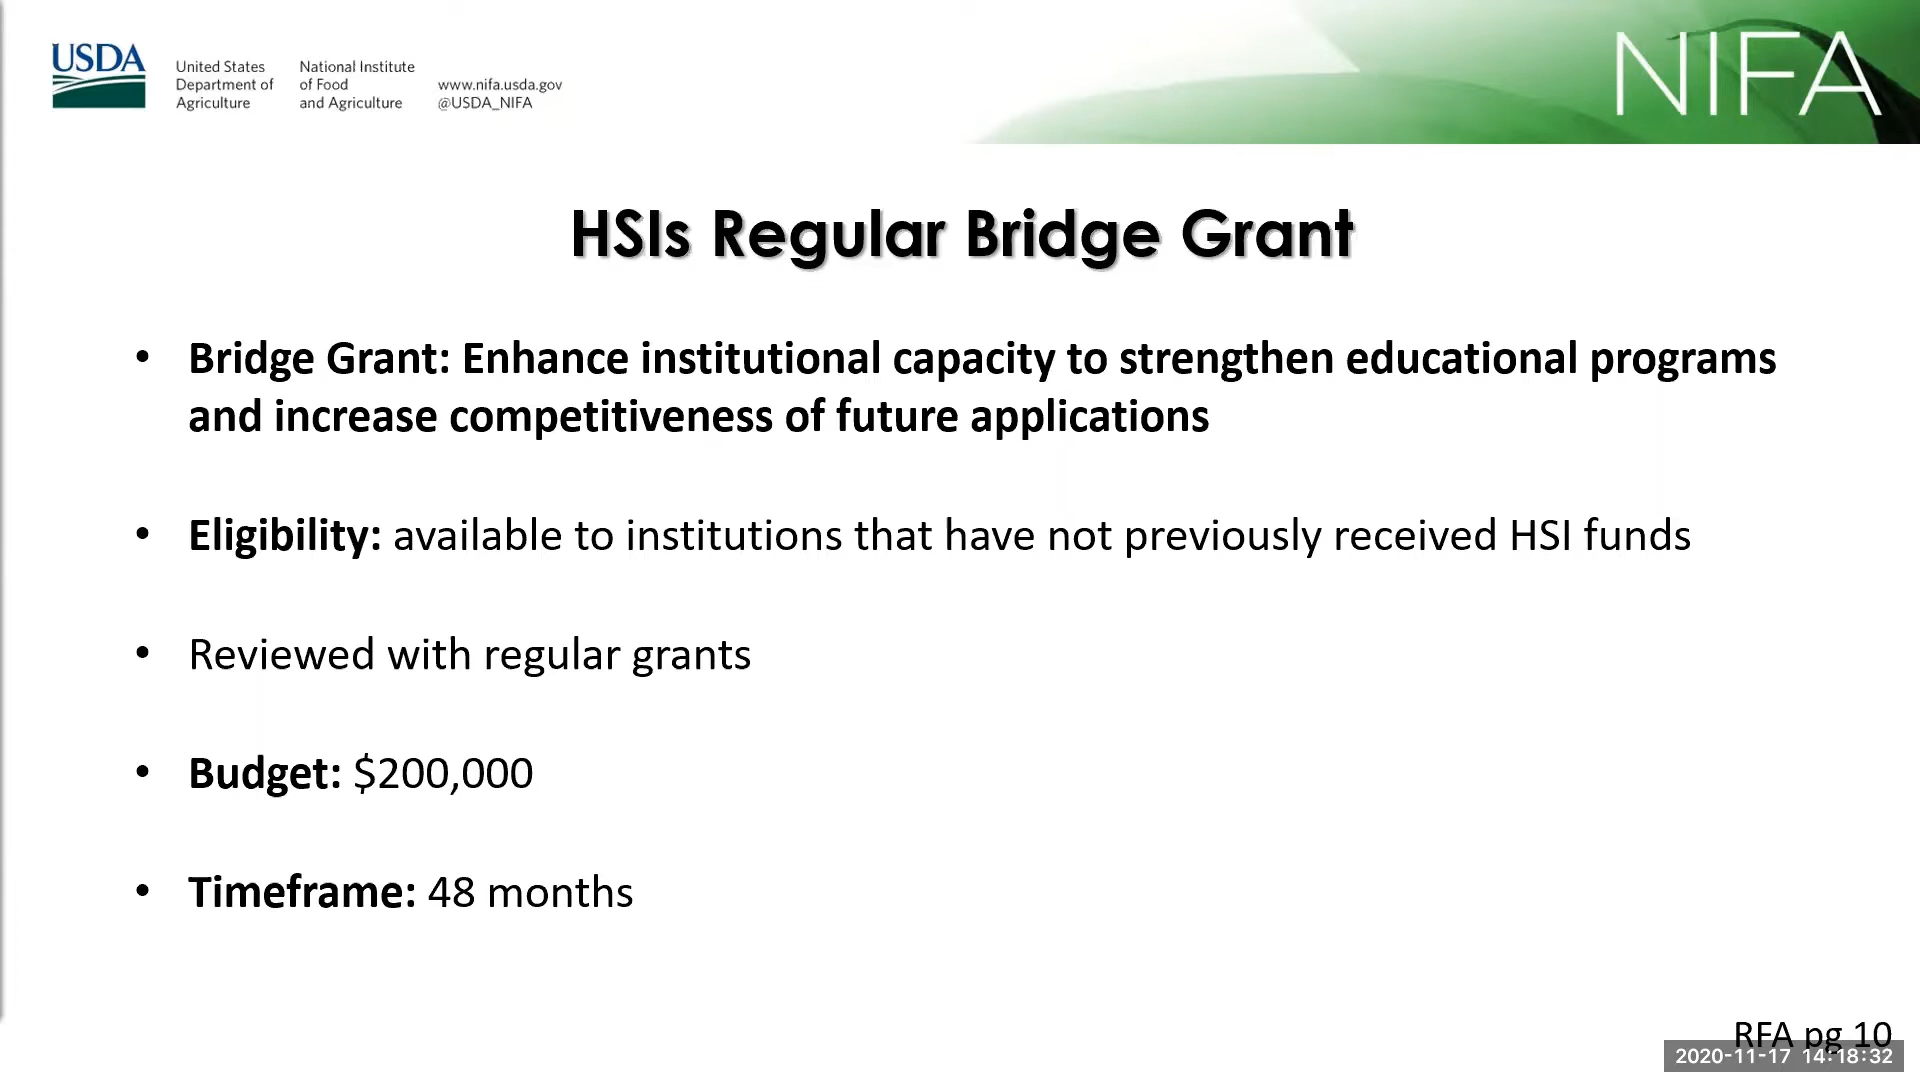 USDA
United States
Department of
Agriculture
National Institute
of Food
and Agriculture
www.nifa.usda.gov
@USDA_NIFA
NIFA
HSIs Regular Bridge Grant
• Bridge Grant: Enhance institutional capacity to strengthen educational programs
and increase competitiveness of future applications
• Eligibility: available to institutions that have not previously received HSI funds
• Reviewed with regular grants
• Budget: $200,000
• Timeframe: 48 months
RFA pg 10
2020-11-17 14:18:32